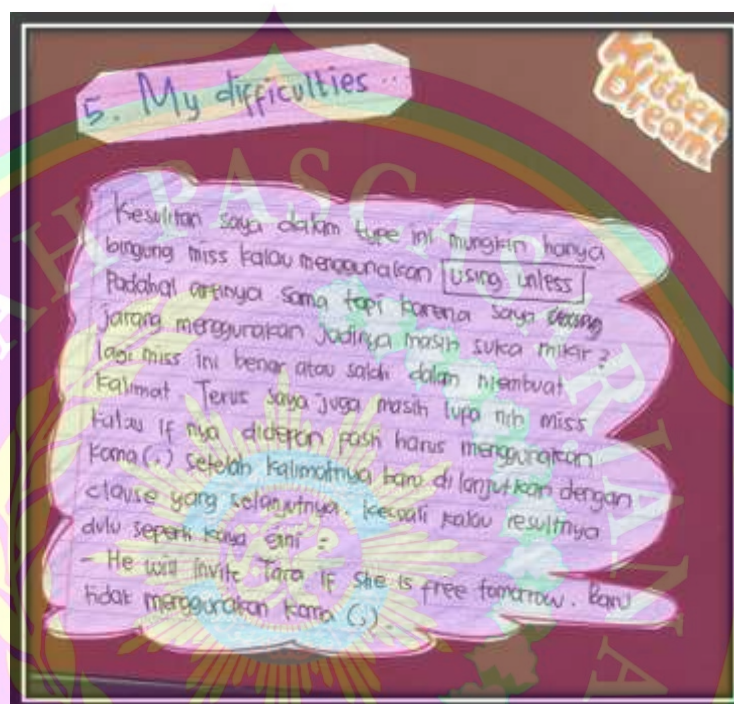 5. My difficulties..
Kitten
Dream
Kesulitan saya dalam type ini mungkin hanya
bingung miss kalau menggunakan using unless
Padahal artinya sama tapi karena saya
jarang menggunakan jadinya masih suka mikir2
lagi miss ini benar atau salah dalam membuat
kalimat. Terus saya juga masih lupa nih miss
kalau If nya didepan pasti harus menggunakan
koma (,) setelah kalimatnya baru di lanjutkan dengan
clause yang selanjutnya. kecuali kalau resultnya
dulu seperti kaya gini =
- He will invite Tara if she is free tomorrow. Baru
tidak menggunakan koma (,).
PASCASARJANA